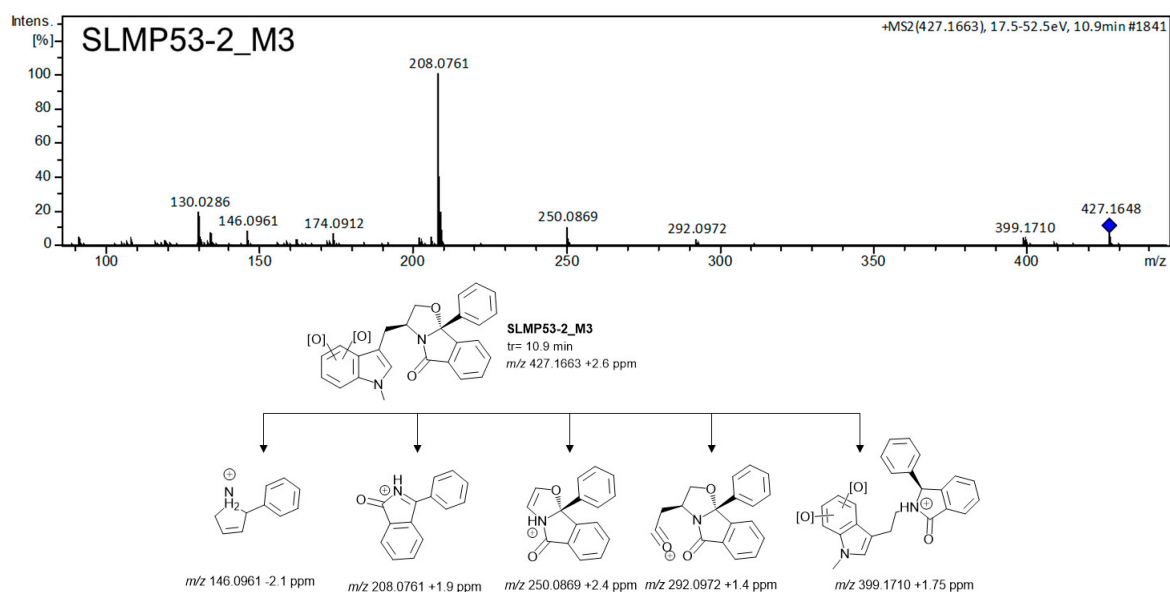 Intens.
[%]
SLMP53-2_M3
+MS2(427.1663), 17.5-52.5eV, 10.9min #1841
100
80
60
40
20
0
208.0761
130.0286
146.0961
174.0912
250.0869
292.0972
399.1710
427.1648
100
150
200
250
300
350
400
m/z
[O]
[O]
N
O
N
O
SLMP53-2_M3
tr= 10.9 min
m/z 427.1663 +2.6 ppm
N
H2
m/z 146.0961 -2.1 ppm
H
N
O
m/z 208.0761 +1.9 ppm
O
HN
O
m/z 250.0869 +2.4 ppm
O
N
O
O
m/z 292.0972 +1.4 ppm
[O]
[O]
N
HN
O
m/z 399.1710 +1.75 ppm